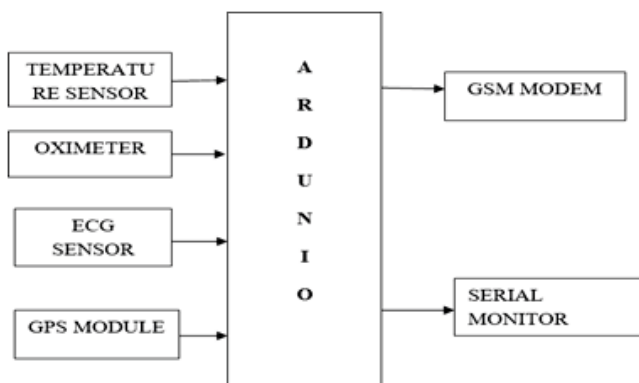 TEMPERATU
RE SENSOR
OXIMETER
ECG
SENSOR
GPS MODULE
A
R
D
U
N
I
O
GSM MODEM
SERIAL
MONITOR